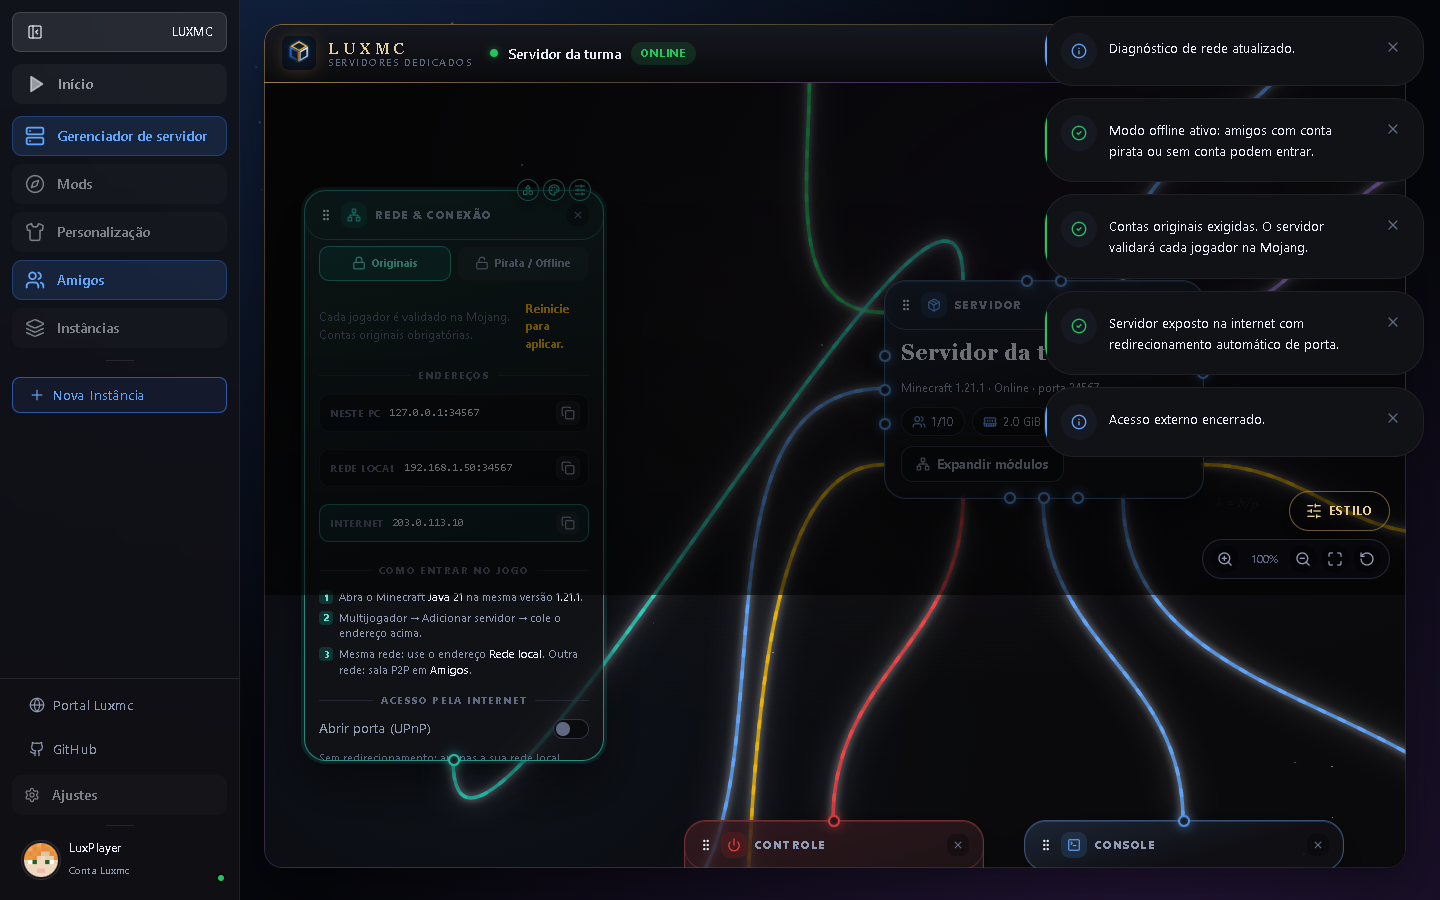 LUXMC
Início
Gerenciador de servidor
Mods
Personalização
Amigos
Instâncias
Nova Instância
Portal Luxmc
GitHub
Ajustes
LuxPlayer
Conta Luxmc
LUXMC
SERVIDORES DEDICADOS
Servidor da turma
ONLINE
REDE & CONEXÃO
Originais
Pirata / Offline
Cada jogador é validado na Mojang.
Contas originais obrigatórias.
Reinicie
para
aplicar.
ENDEREÇOS
NESTE PC 127.0.0.1:34567
REDE LOCAL 192.168.1.50:34567
INTERNET 203.0.113.10
COMO ENTRAR NO JOGO
1 Abra o Minecraft Java 21 na mesma versão 1.21.1.
2 Multijogador → Adicionar servidor → cole o
endereço acima.
3 Mesma rede: use o endereço Rede local. Outra
rede: sala P2P em Amigos.
ACESSO PELA INTERNET
Abrir porta (UPnP)
Sem redirecionamento: apenas a sua rede local
SERVIDOR
Servidor da t
Minecraft 1.21.1 · Online · porta 34567
1/10
2.0 GiB
Expandir módulos
Diagnóstico de rede atualizado.
Modo offline ativo: amigos com conta
pirata ou sem conta podem entrar.
Contas originais exigidas. O servidor
validará cada jogador na Mojang.
Servidor exposto na internet com
redirecionamento automático de porta.
Acesso externo encerrado.
ESTILO
100%
CONTROLE
CONSOLE